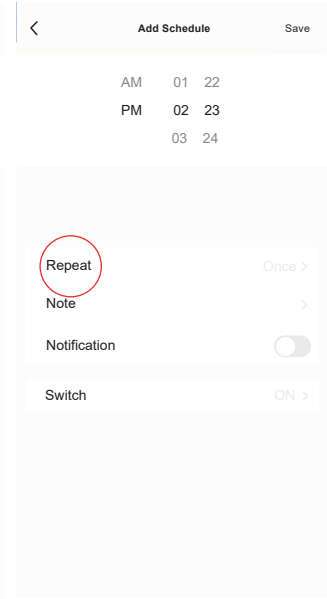 Add Schedule Save
AM 01 22
PM 02 23
03 24
Repeat Once >
Note >
Notification
Switch ON >